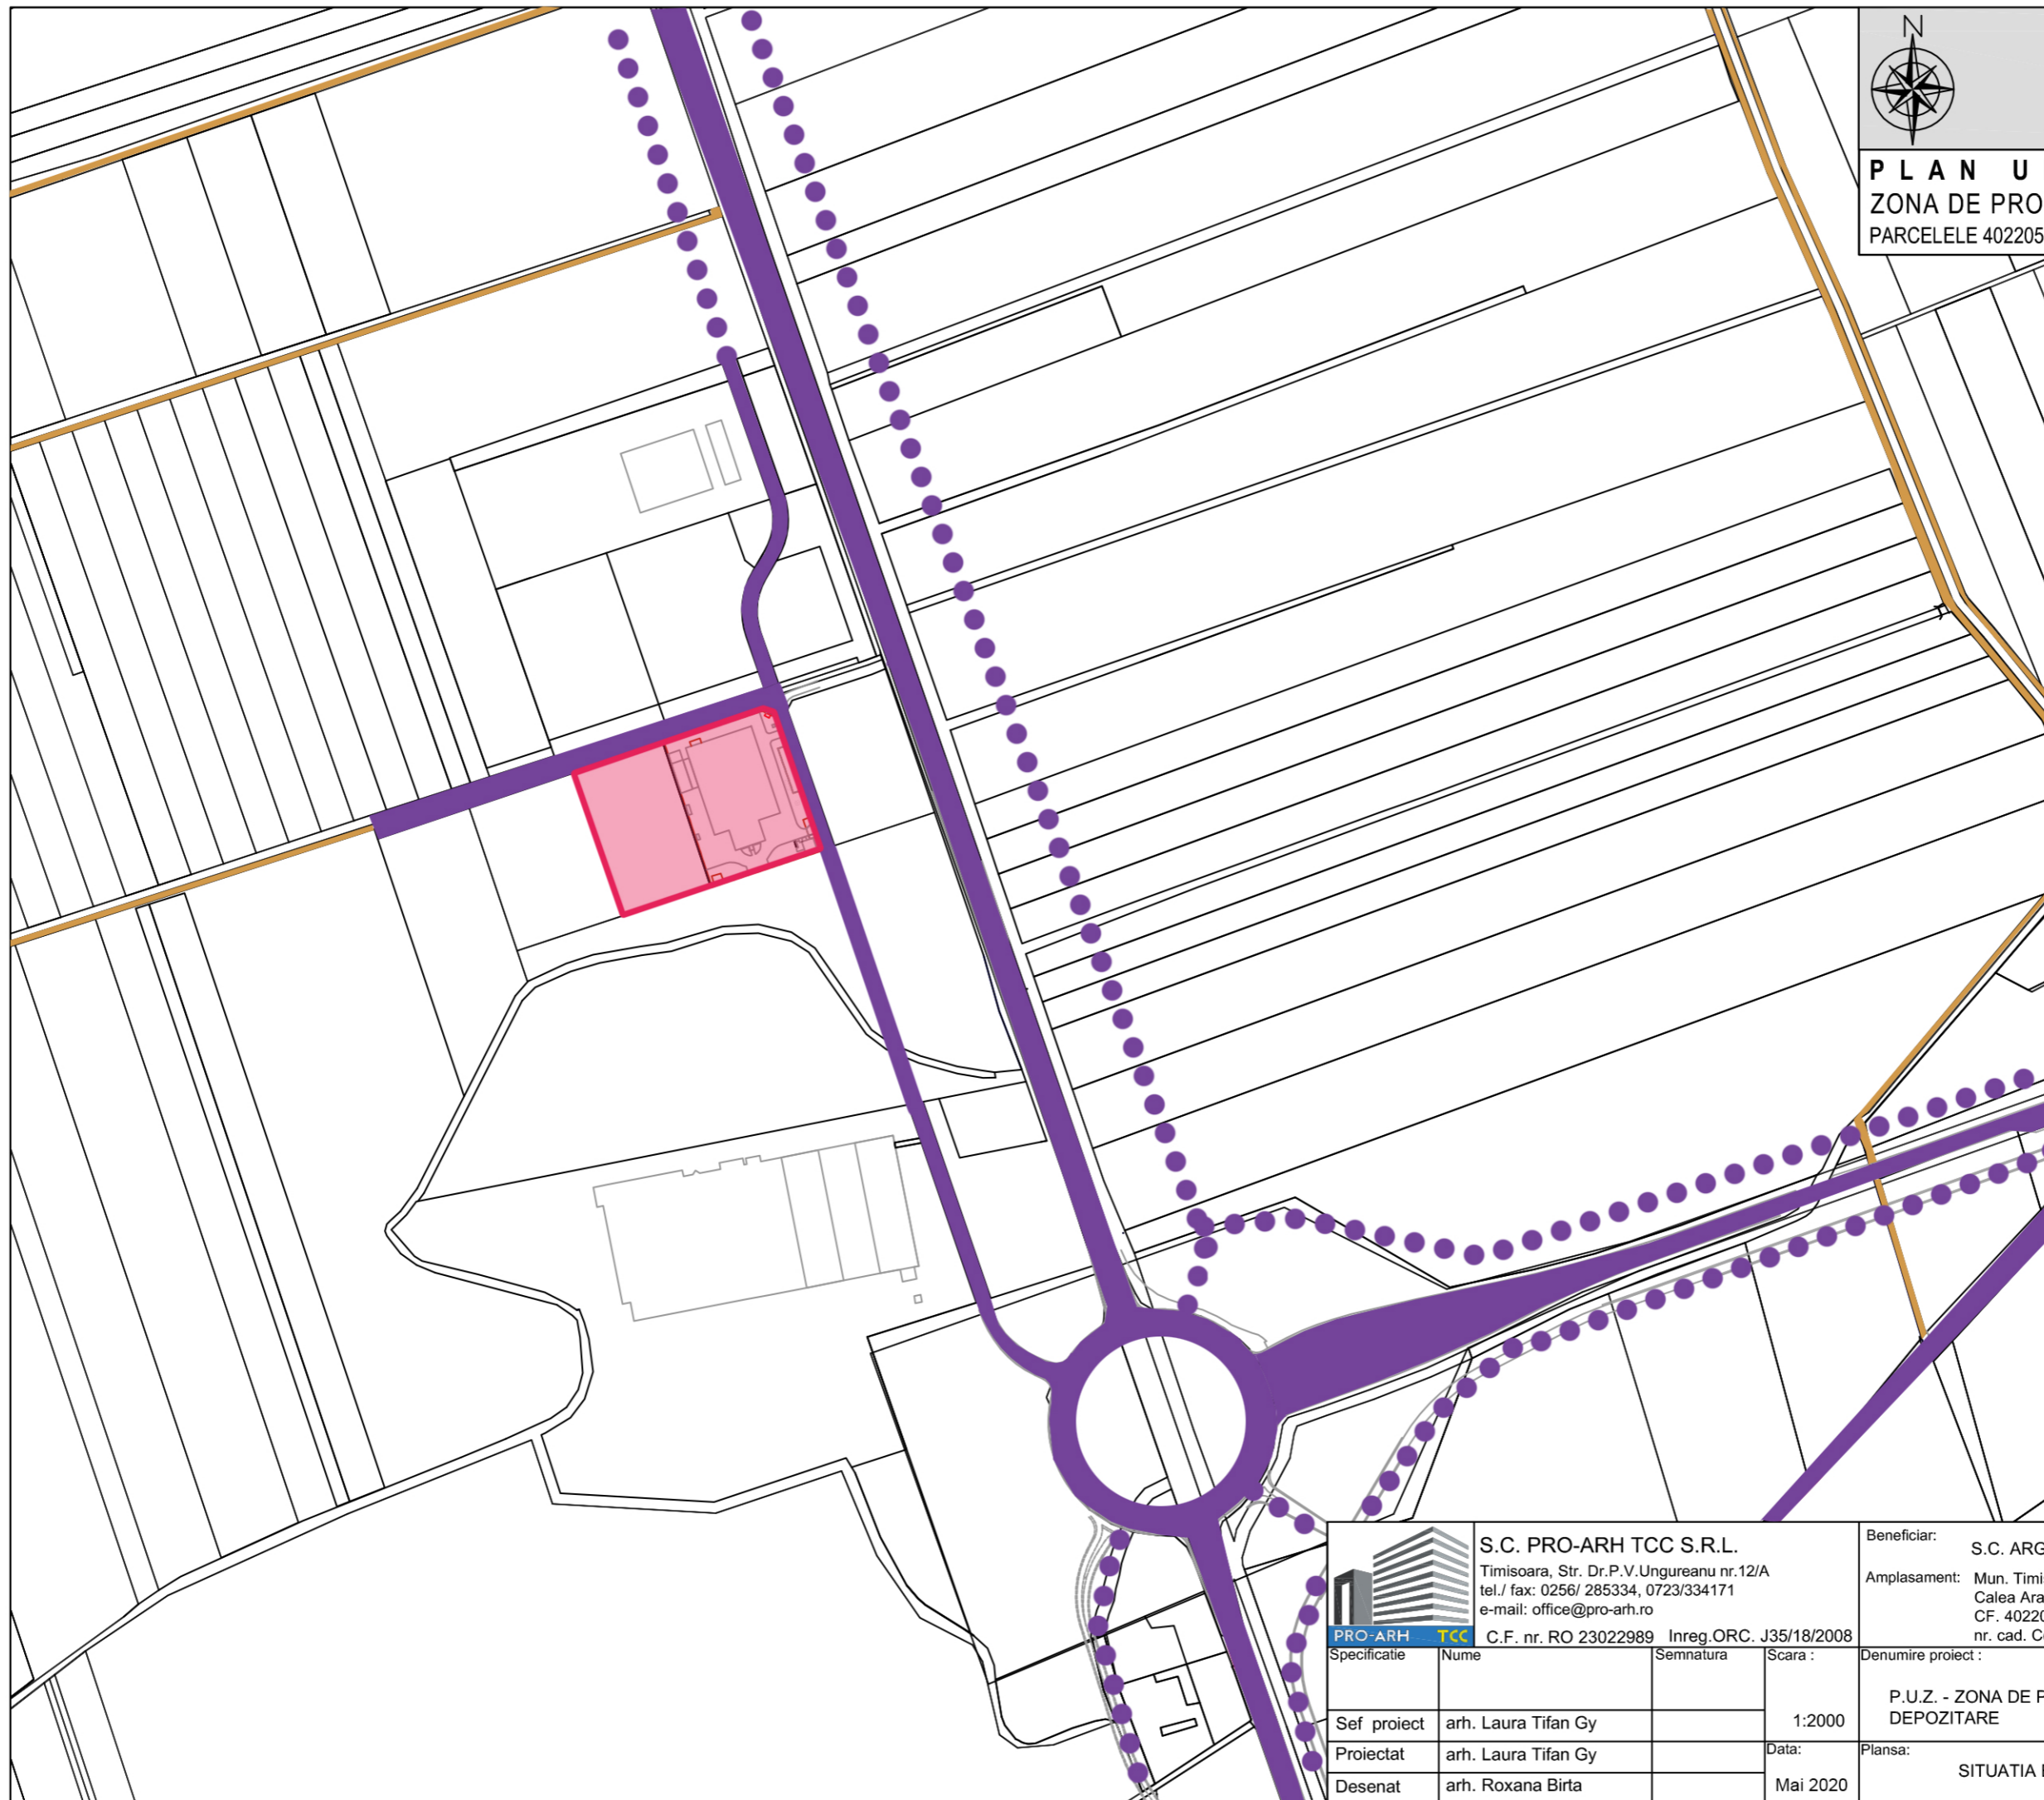 N
PLAN U
ZONA DE PRO
PARCELELE 402205
S.C. PRO-ARH TCC S.R.L.
Timisoara, Str. Dr.P.V.Ungureanu nr.12/A
tel./ fax: 0256/ 285334, 0723/334171
e-mail: office@pro-arh.ro
C.F. nr. RO 23022989 Inreg.ORC. J35/18/2008
PRO-ARH TCC
Beneficiar: S.C. ARG
Amplasament: Mun. Timi
Calea Ara
CF. 40220
nr. cad. C
Specificatie Nume Semnatura Scara :
1:2000
Sef proiect arh. Laura Tifan Gy
Proiectat arh. Laura Tifan Gy
Desenat arh. Roxana Birta
Data:
Mai 2020
Denumire proiect :
P.U.Z. - ZONA DE P
DEPOZITARE
Plansa:
SITUATIA